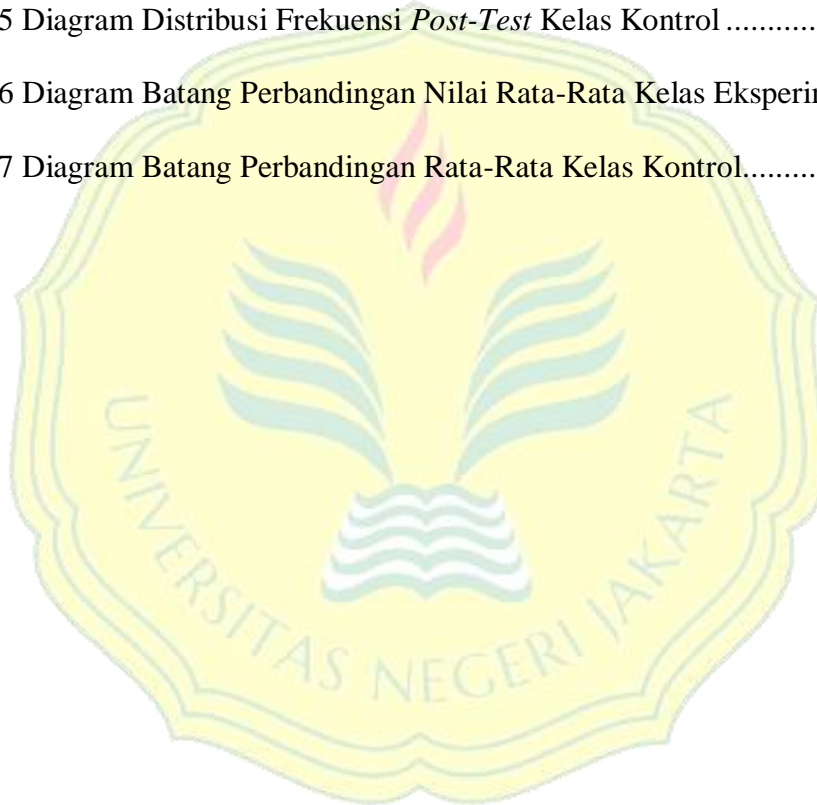 5 Diagram Distribusi Frekuensi Post-Test Kelas Kontrol ...........
6 Diagram Batang Perbandingan Nilai Rata-Rata Kelas
7 Diagram Batang Perbandingan Rata-Rata Kelas Kontrol.........
UNIVERSITAS NEGERI JAKARTA